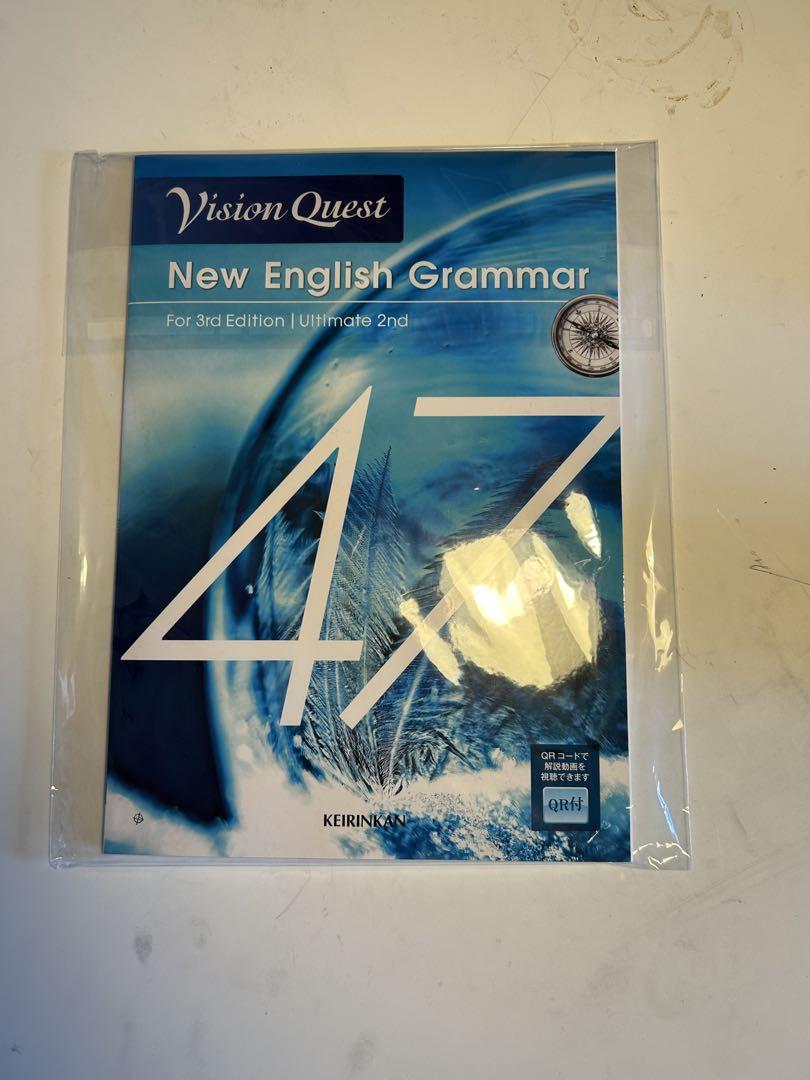 Vision Quest
New English Grammar
For 3rd Edition | Ultimate 2nd
47
QRコードで
解説動画を
視聴できます
QR付
KEIRINKAN